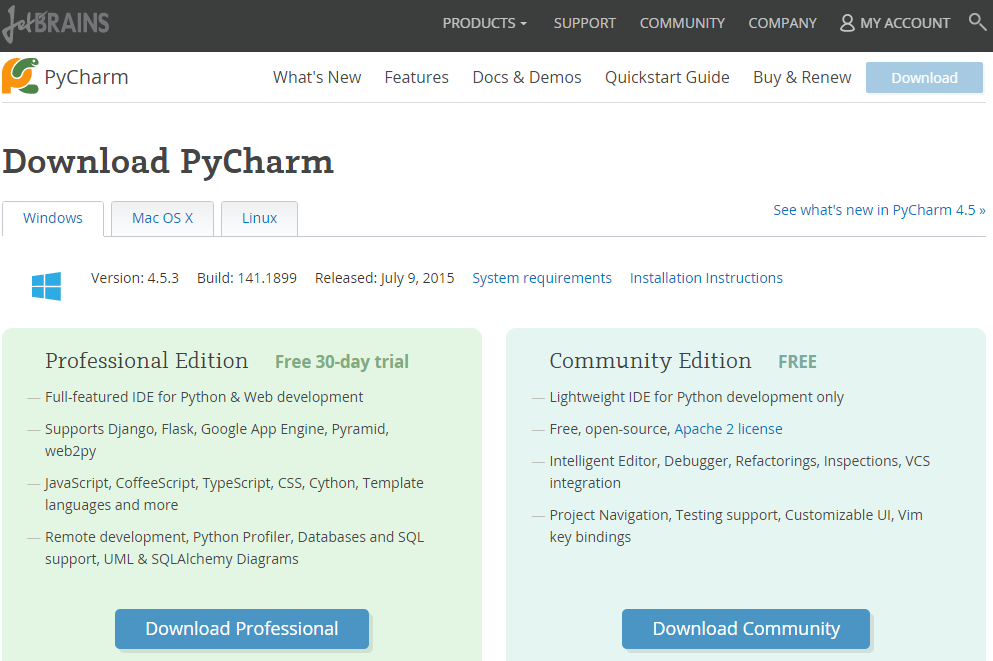 JetBRAINS
PRODUCTS SUPPORT COMMUNITY COMPANY MY ACCOUNT
PyCharm What's New Features Docs & Demos Quickstart Guide Buy & Renew Download
Download PyCharm
Windows Mac OS X Linux
See what's new in PyCharm 4.5 »
Version: 4.5.3 Build: 141.1899 Released: July 9, 2015 System requirements Installation Instructions
Professional Edition Free 30-day trial
— Full-featured IDE for Python & Web development
— Supports Django, Flask, Google App Engine, Pyramid,
web2py
— JavaScript, CoffeeScript, TypeScript, CSS, Cython, Template
languages and more
— Remote development, Python Profiler, Databases and SQL
support, UML & SQLAlchemy Diagrams
Download Professional
Community Edition FREE
— Lightweight IDE for Python development only
— Free, open-source, Apache 2 license
— Intelligent Editor, Debugger, Refactorings, Inspections, VCS
integration
— Project Navigation, Testing support, Customizable UI, Vim
key bindings
Download Community